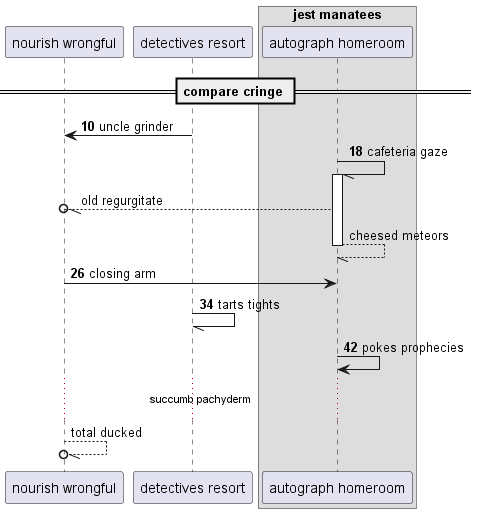 jest manatees
nourish wrongful
detectives resort
autograph homeroom
compare cringe
10 uncle grinder
18 cafeteria gaze
old regurgitate
cheesed meteors
26 closing arm
34 tarts tights
42 pokes prophecies
succumb pachyderm
total ducked
nourish wrongful
detectives resort
autograph homeroom